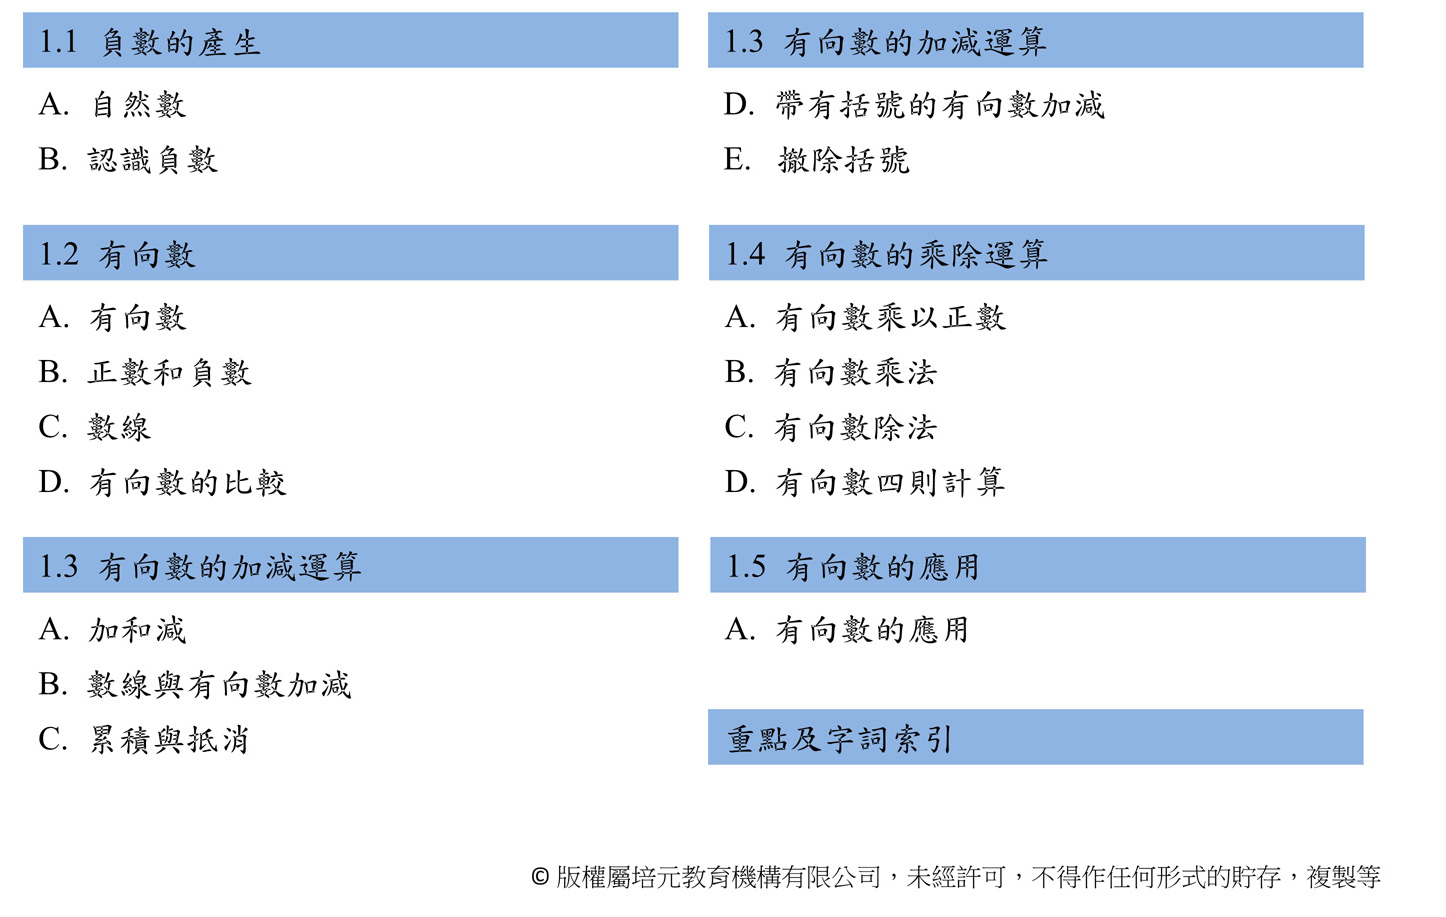 1.1 負數的產生
A. 自然數
B. 認識負數
1.2 有向數
A. 有向數
B. 正數和負數
C. 數線
D. 有向數的比較
1.3 有向數的加減運算
A. 加和減
B. 數線與有向數加減
C. 累積與抵消
1.3 有向數的加減運算
D. 帶有括號的有向數加減
E. 撤除括號
1.4 有向數的乘除運算
A. 有向數乘以正數
B. 有向數乘法
C. 有向數除法
D. 有向數四則計算
1.5 有向數的應用
A. 有向數的應用
重點及字詞索引
© 版權屬培元教育機構有限公司，未經許可，不得作任何形式的貯存，複製等